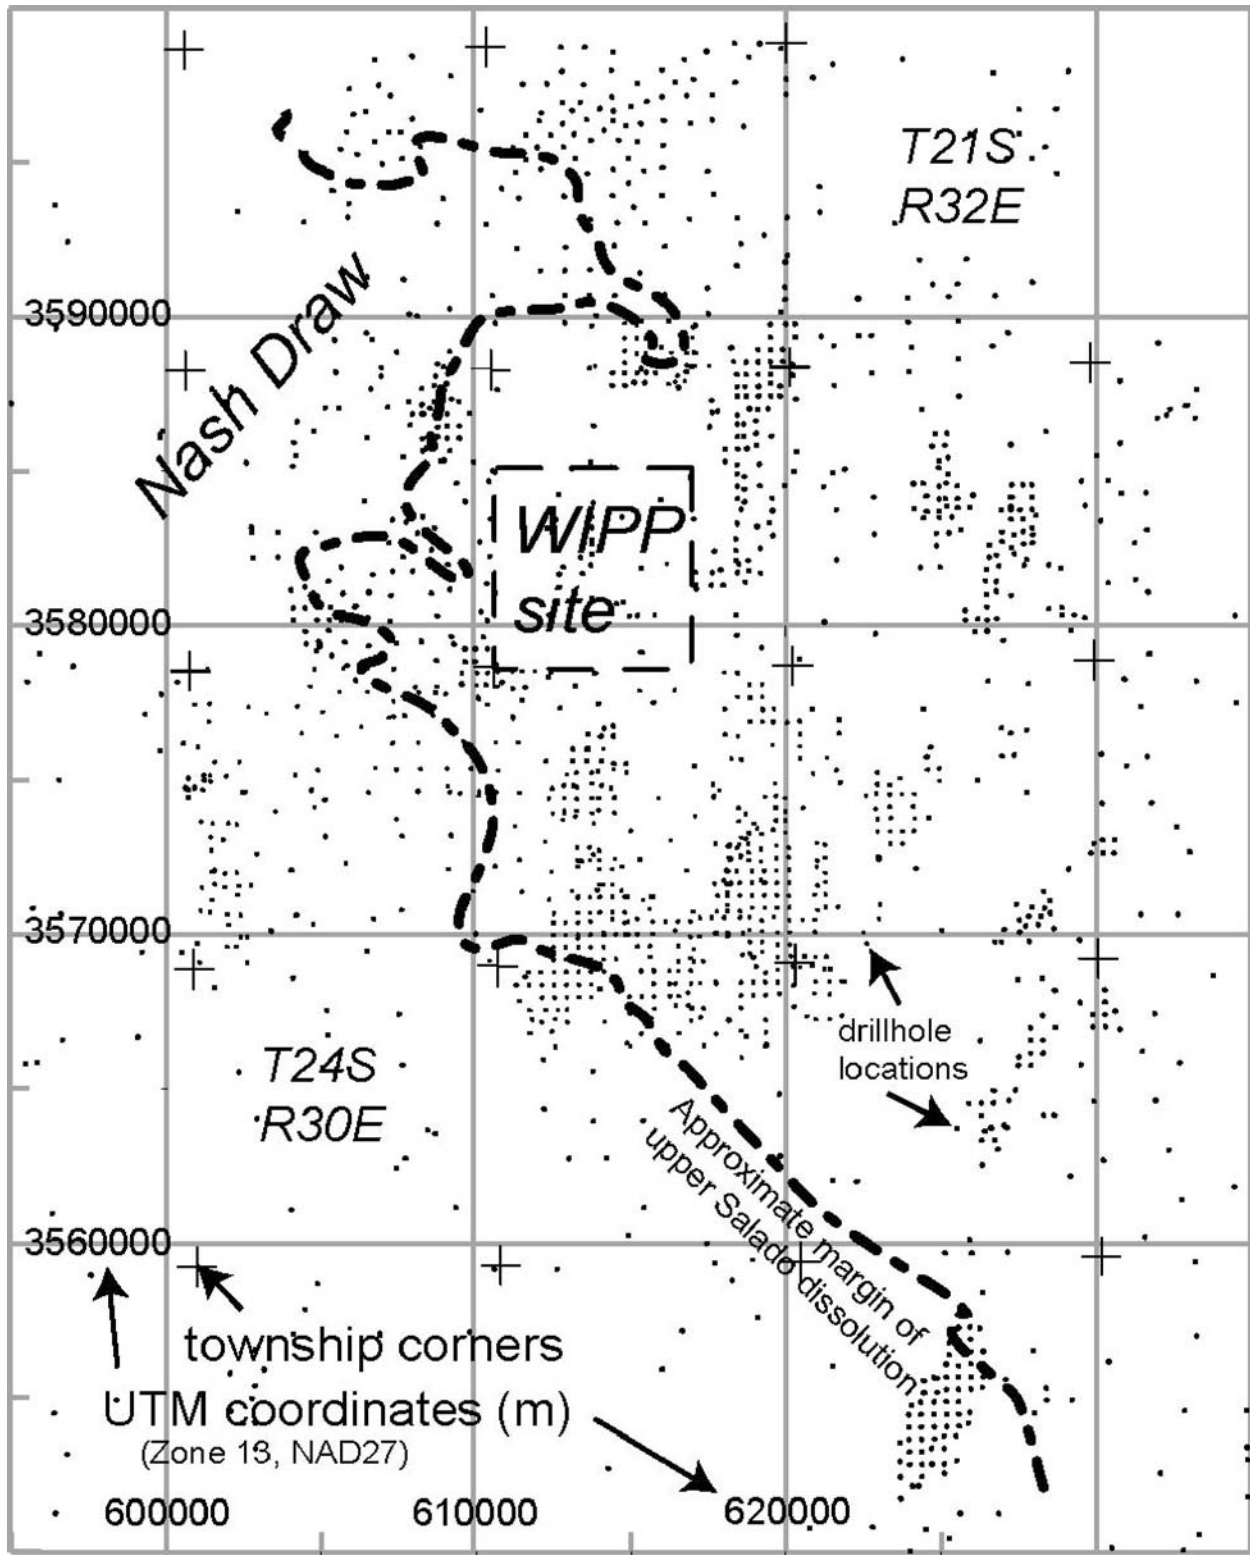 T21S
R32E
Nash Draw
3590000
WIPP
site
3580000
3570000
drillhole
locations
T24S
R30E
Approximate margin of
upper Salado dissolution
3560000
township corners
UTM coordinates (m)
(Zone 13, NAD27)
600000
610000
620000